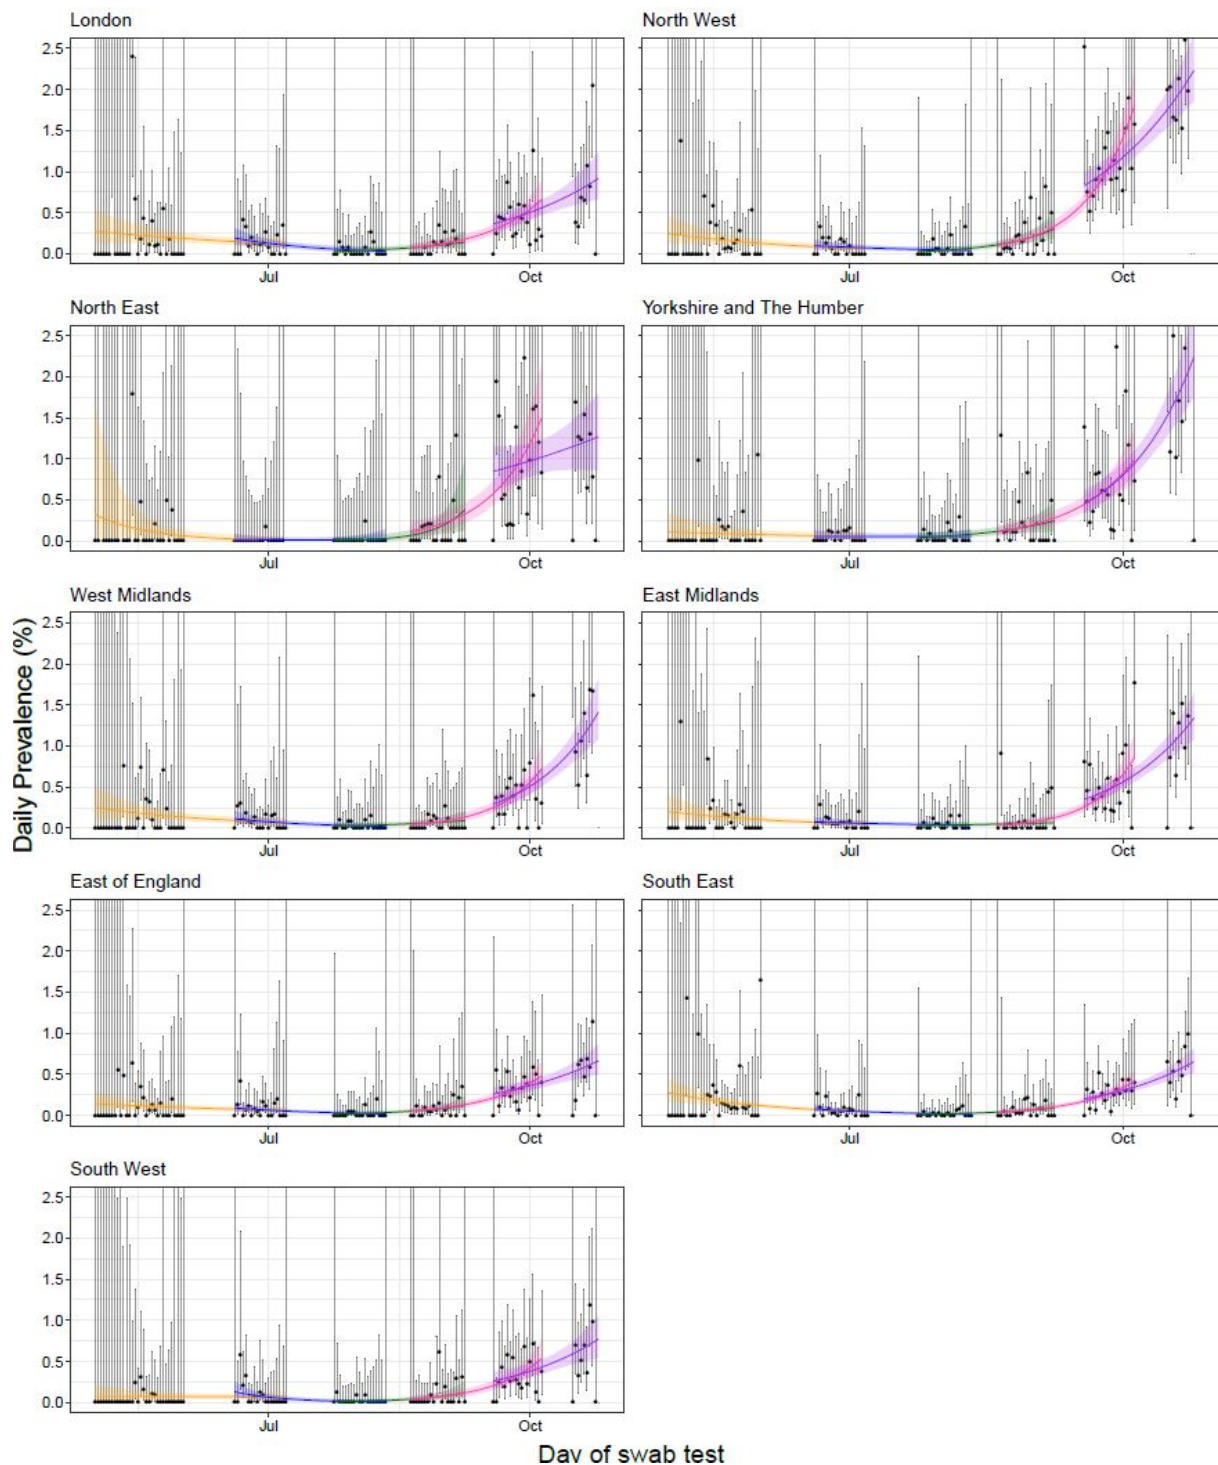 London
North West
2.5
2.0
1.5
1.0
0.5
0.0
Jul
Oct
Jul
Oct
North East
Yorkshire and The Humber
2.5
2.0
1.5
1.0
0.5
0.0
Jul
Oct
Jul
Oct
West Midlands
East Midlands
Daily Prevalence (%)
2.5
2.0
1.5
1.0
0.5
0.0
Jul
Oct
Jul
Oct
East of England
South East
2.5
2.0
1.5
1.0
0.5
0.0
Jul
Oct
Jul
Oct
South West
2.5
2.0
1.5
1.0
0.5
0.0
Jul
Oct
Day of swab test